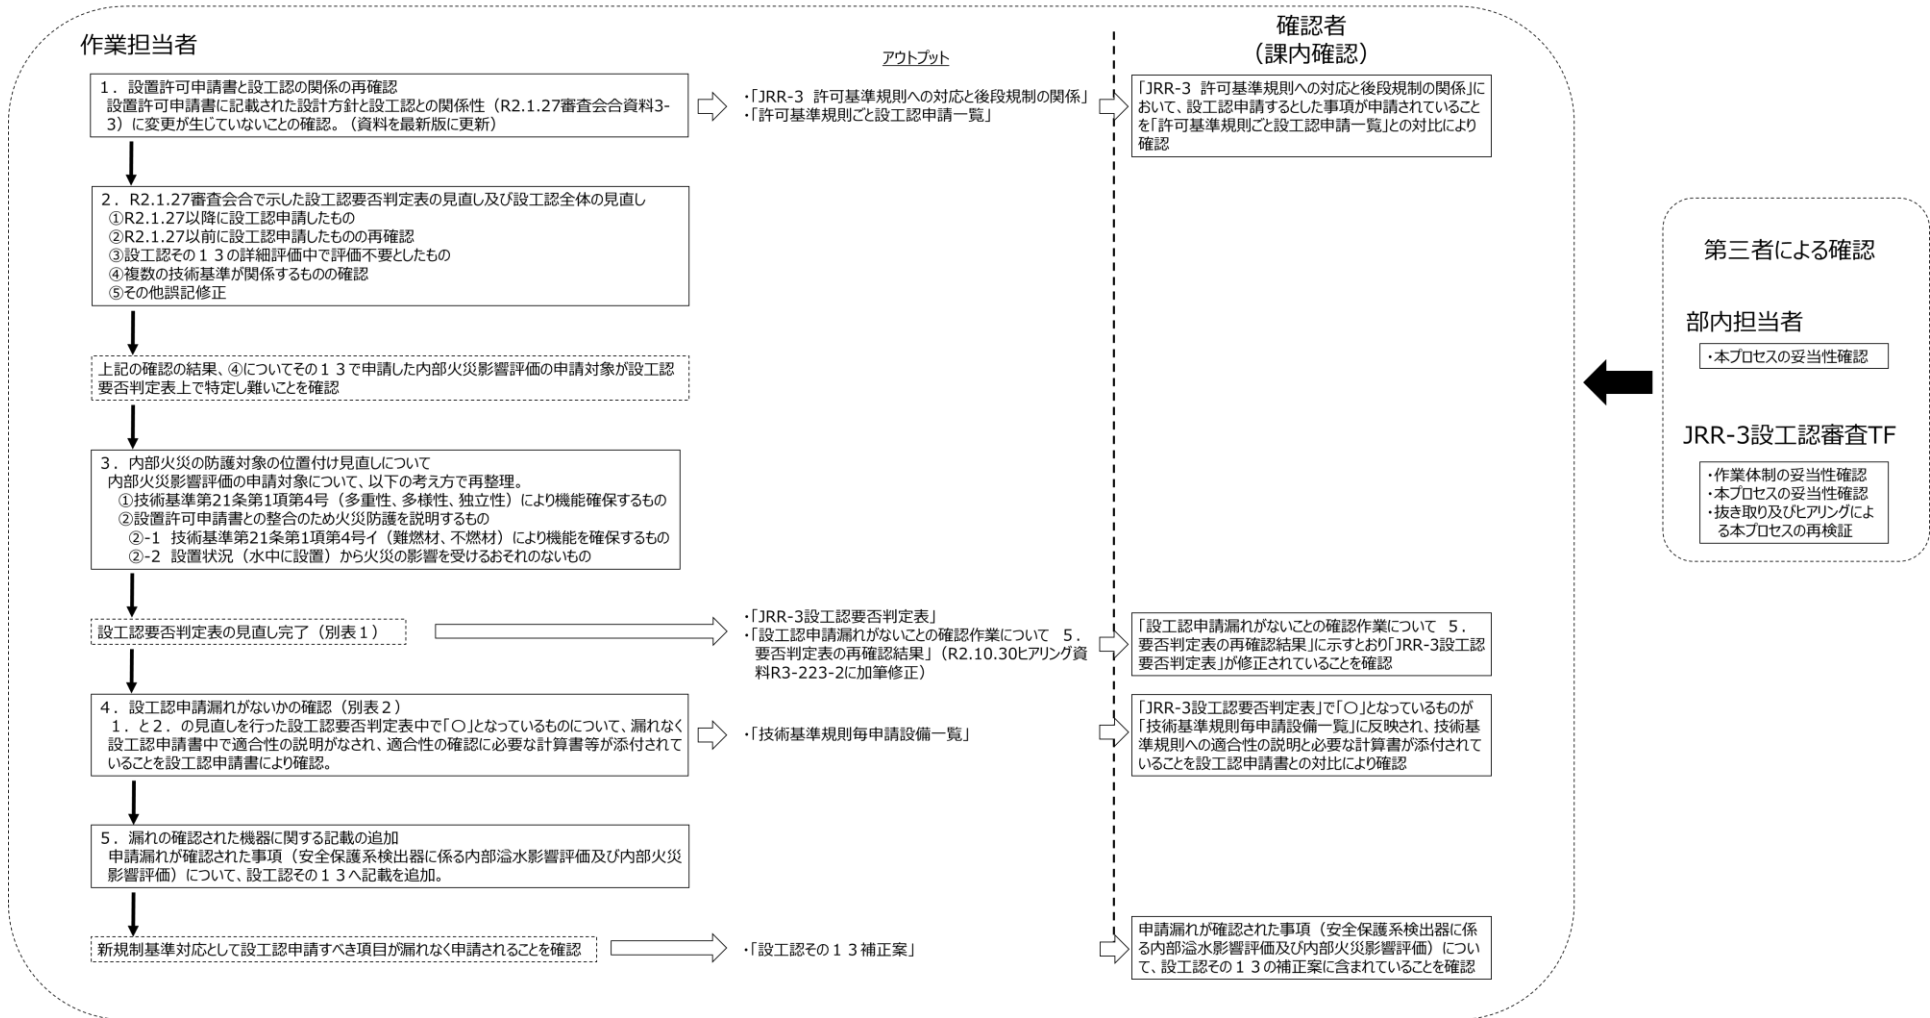 作業担当者
１．設置許可申請書と設工認の関係の再確認
設置許可申請書に記載された設計方針と設工認との関係性（R2.1.27審査会合資料3-
3）に変更が生じていないことの確認。（資料を最新版に更新）
２．R2.1.27審査会合で示した設工認要否判定表の見直し及び設工認全体の見直し
①R2.1.27以降に設工認申請したもの
②R2.1.27以前に設工認申請したものの再確認
③設工認その１３の詳細評価中で評価不要としたもの
④複数の技術基準が関係するものの確認
⑤その他誤記修正
上記の確認の結果、④についてその１３で申請した内部火災影響評価の申請対象が設工認
要否判定表上で特定し難いことを確認
３．内部火災の防護対象の位置付け見直しについて
内部火災影響評価の申請対象について、以下の考え方で再整理。
①技術基準第21条第1項第4号（多重性、多様性、独立性）により機能確保するもの
②設置許可申請書との整合のため火災防護を説明するもの
②-1 技術基準第21条第1項第4号イ（難燃材、不燃材）により機能を確保するもの
②-2 設置状況（水中に設置）から火災の影響を受けるおそれのないもの
設工認要否判定表の見直し完了（別表１）
４．設工認申請漏れがないかの確認（別表２）
１．と２．の見直しを行った設工認要否判定表中で「〇」となっているものについて、漏れなく
設工認申請書中で適合性の説明がなされ、適合性の確認に必要な計算書等が添付されて
いることを設工認申請書により確認。
５．漏れの確認された機器に関する記載の追加
申請漏れが確認された事項（安全保護系検出器に係る内部溢水影響評価及び内部火災
影響評価）について、設工認その１３へ記載を追加。
新規制基準対応として設工認申請すべき項目が漏れなく申請されることを確認
アウトプット
・「JRR-3 許可基準規則への対応と後段規制の関係」
・「許可基準規則ごと設工認申請一覧」
・「JRR-3設工認要否判定表」
・「設工認申請漏れがないことの確認作業について ５．
要否判定表の再確認結果」（R2.10.30ヒアリング資
料R3-223-2に加筆修正）
・「技術基準規則毎申請設備一覧」
・「設工認その１３補正案」
確認者
（課内確認）
「JRR-3 許可基準規則への対応と後段規制の関係」に
おいて、設工認申請するとした事項が申請されていること
を「許可基準規則ごと設工認申請一覧」との対比により
確認
「設工認申請漏れがないことの確認作業について ５．
要否判定表の再確認結果」に示すとおり「JRR-3設工認
要否判定表」が修正されていることを確認
「JRR-3設工認要否判定表」で「〇」となっているものが
「技術基準規則毎申請設備一覧」に反映され、技術基
準規則への適合性の説明と必要な計算書が添付されて
いることを設工認申請書との対比により確認
申請漏れが確認された事項（安全保護系検出器に係
る内部溢水影響評価及び内部火災影響評価）につい
て、設工認その１３の補正案に含まれていることを確認
第三者による確認
部内担当者
・本プロセスの妥当性確認
JRR-3設工認審査TF
・作業体制の妥当性確認
・本プロセスの妥当性確認
・抜き取り及びヒアリングによ
る本プロセスの再検証